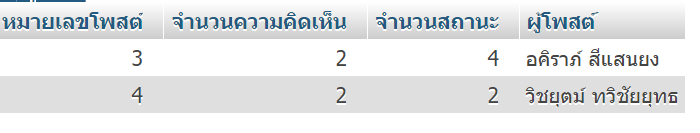 หมายเลขโพสต์ จำนวนความคิดเห็น จำนวนสถานะ ผู้โพสต์
3 2 4 อคิราภ์ สีแสนยง
4 2 2 วิชยุตม์ ทวิชัยยุทธ